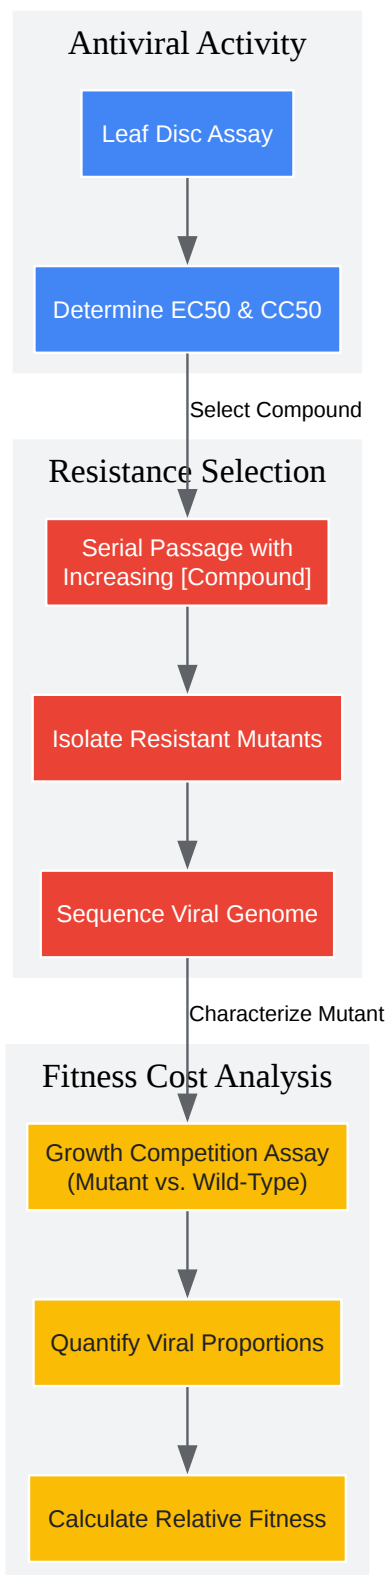 Antiviral Activity
Leaf Disc Assay
Determine EC50 & CC50
Select Compound
Resistance Selection
Serial Passage with
Increasing [Compound]
Isolate Resistant Mutants
Sequence Viral Genome
Characterize Mutant
Fitness Cost Analysis
Growth Competition Assay
(Mutant vs. Wild-Type)
Quantify Viral Proportions
Calculate Relative Fitness